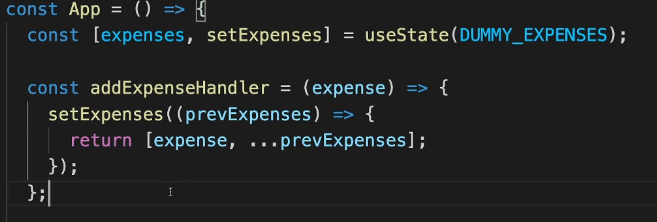 const App = () => {
const [expenses, setExpenses] = useState(DUMMY_EXPENSES);
const addExpenseHandler = (expense) => {
setExpenses((prevExpenses) => {
return [expense, ...prevExpenses];
});
};